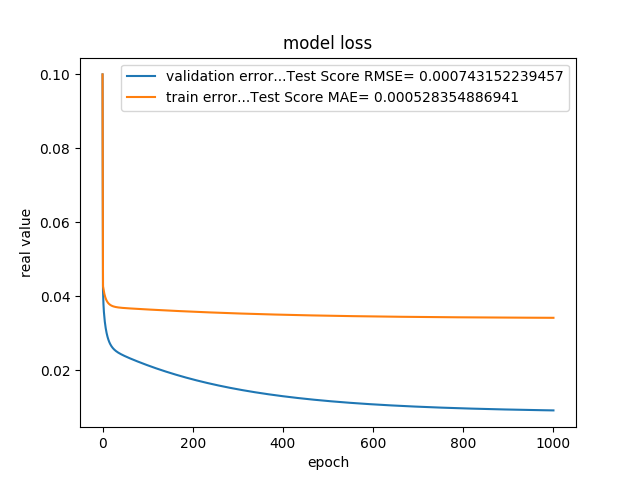 model loss
validation error...Test Score RMSE= 0.000743152239457
train error...Test Score MAE= 0.000528354886941
0.10
0.08
0.06
0.04
0.02
real value
0
200
400
600
800
1000
epoch